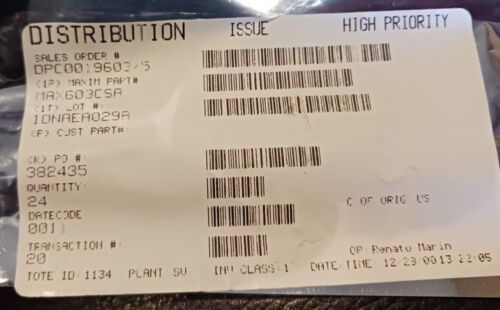 DISTRIBUTION ISSUE HIGH PRIORITY
SALES ORDER #
DPC0019603/5
(1P) MAXIM PART#
MAX603CSA
(1T) LOT #:
IDNAEA029A
(P) CUST PART#:
(K) PO #:
382435
QUANTITY:
24
C OF ORIG: US
DATECODE
0011
TRANSACTION #:
20
OP: Renato Marin
TOTE ID: 1134 PLANT SV INV CLASS: 1 DATE/TIME 12-28-00 13:22:05